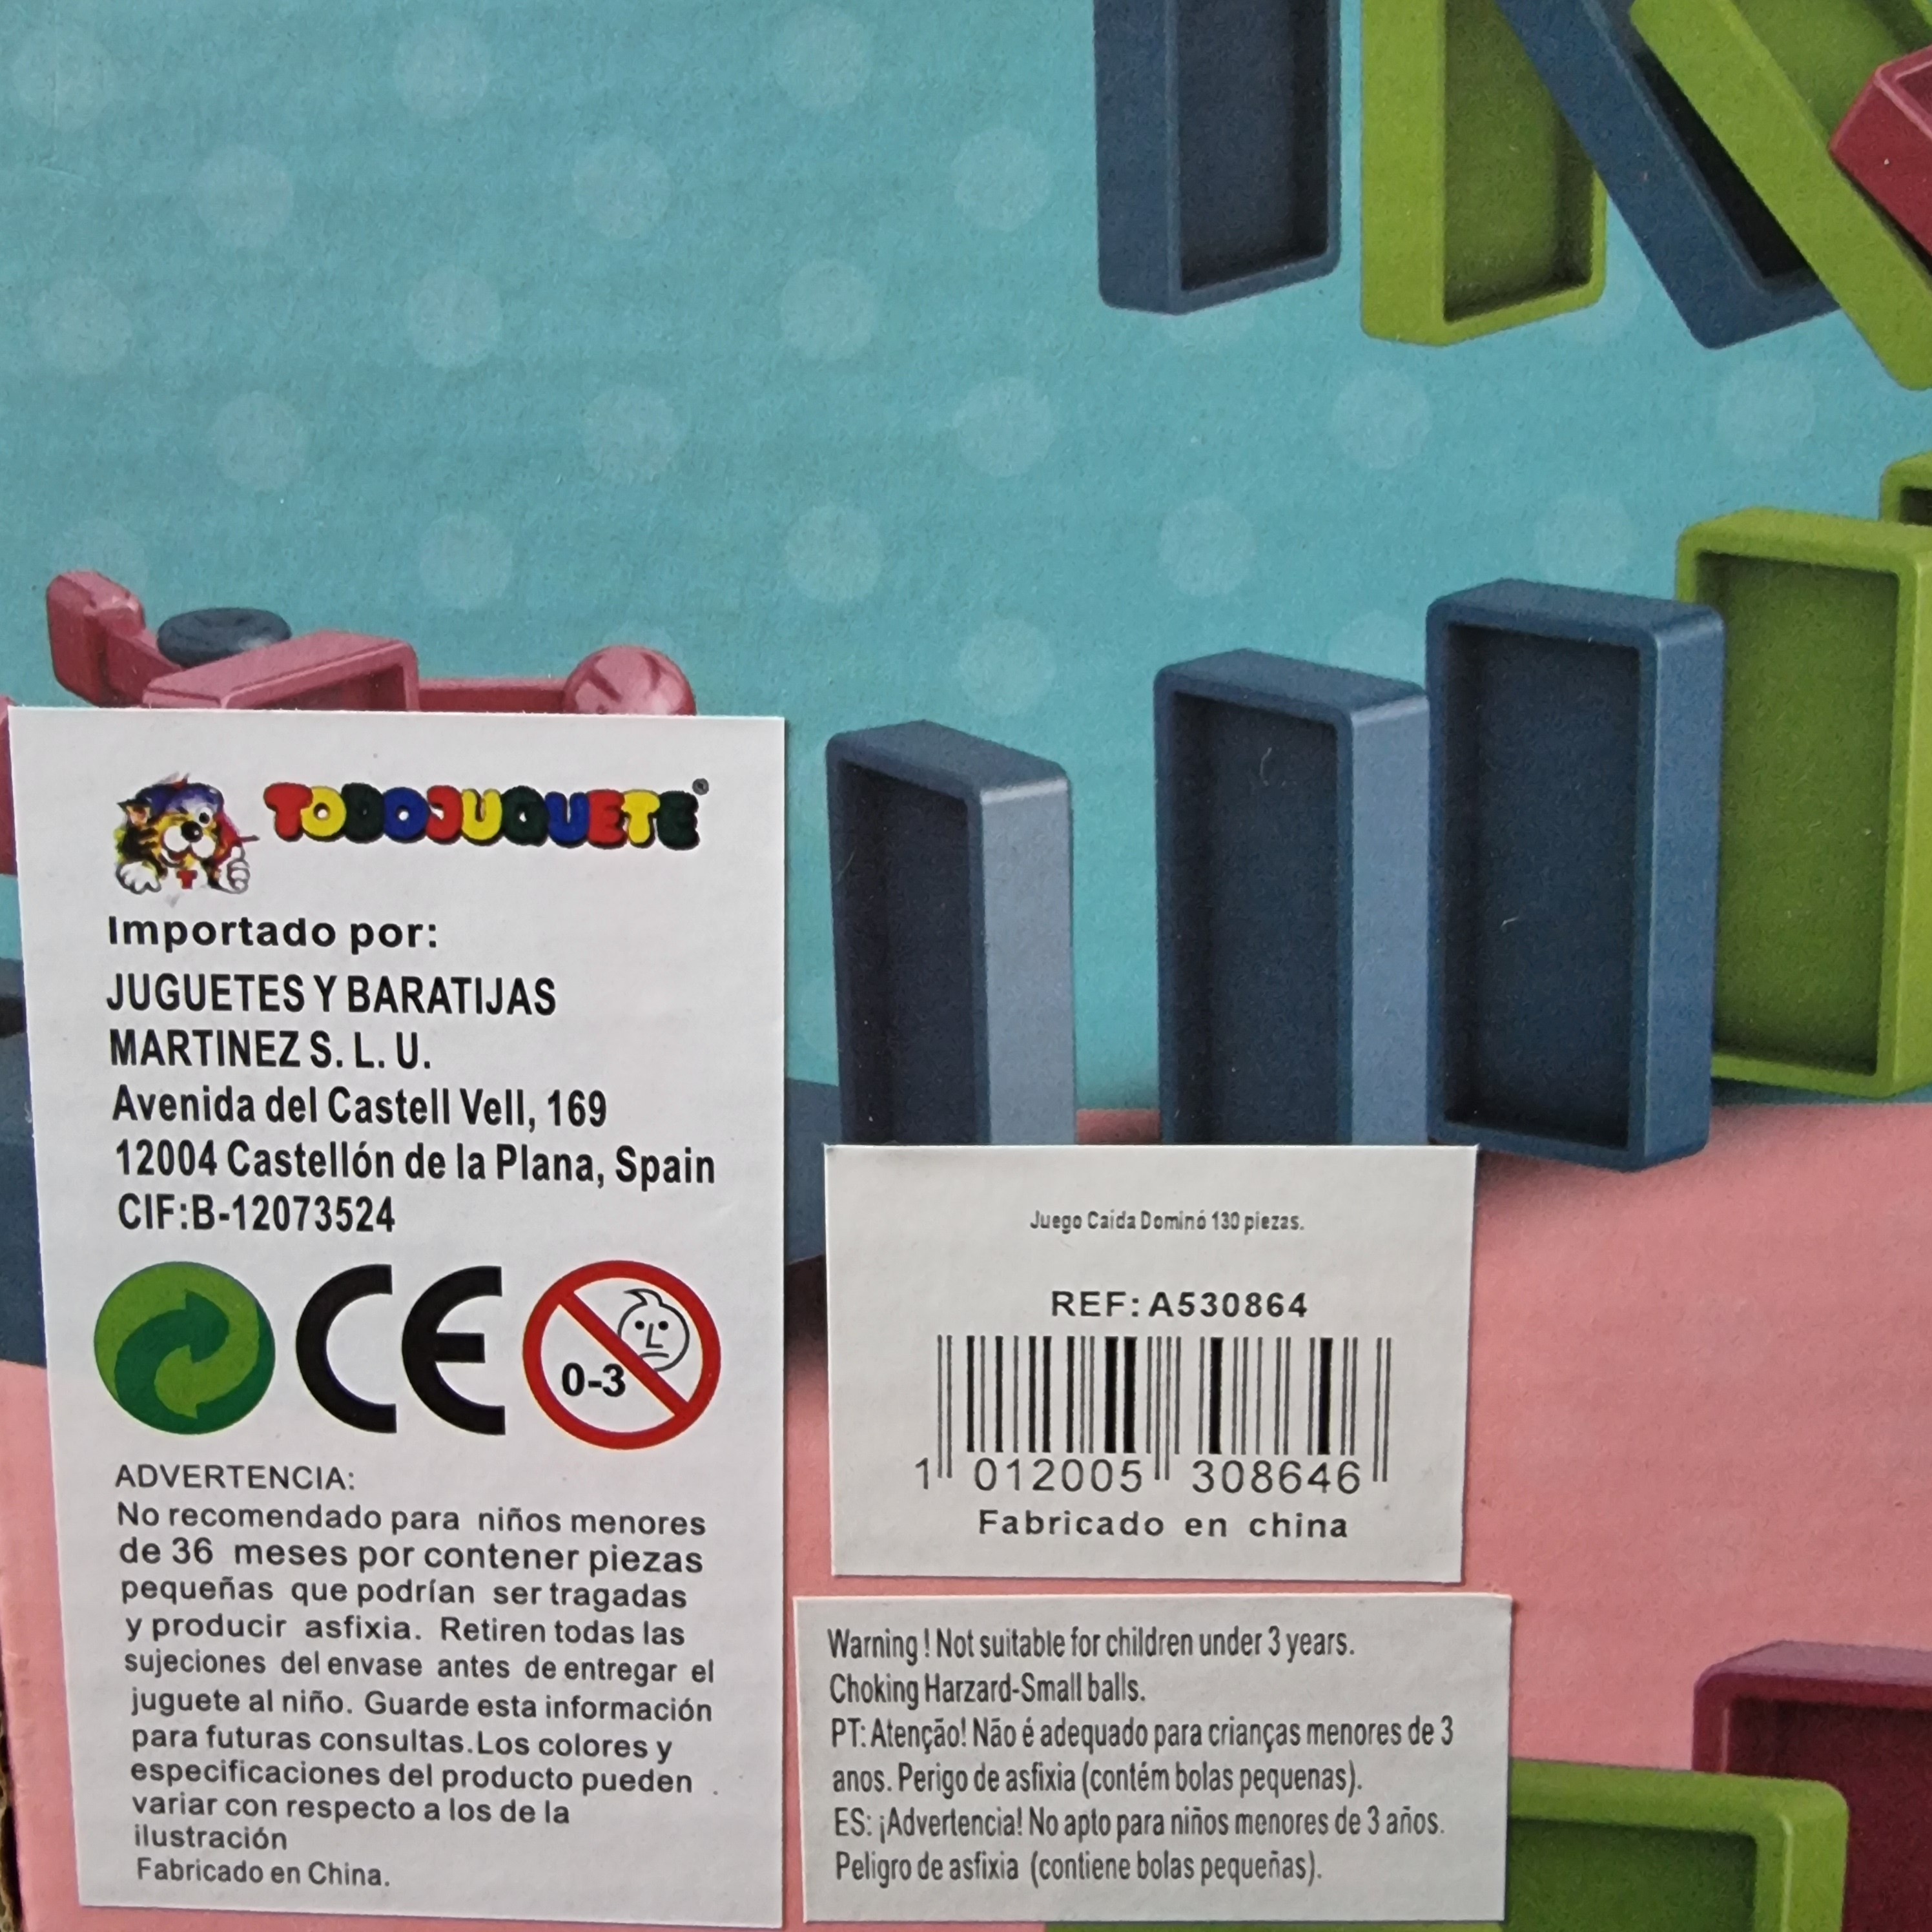 TODOJUQUETE®
Importado por:
JUGUETES Y BARATIJAS
MARTINEZ S. L. U.
Avenida del Castell Vell, 169
12004 Castellón de la Plana, Spain
CIF:B-12073524
CE
0-3
ADVERTENCIA:
No recomendado para niños menores
de 36 meses por contener piezas
pequeñas que podrían ser tragadas
y producir asfixia. Retiren todas las
sujeciones del envase antes de entregar el
juguete al niño. Guarde esta información
para futuras consultas.Los colores y
especificaciones del producto pueden
variar con respecto a los de la
ilustración
Fabricado en China.
Juego Caída Dominó 130 piezas.
REF: A530864
1 012005 308646
Fabricado en china
Warning ! Not suitable for children under 3 years.
Choking Harzard-Small balls.
PT: Atenção! Não é adequado para crianças menores de 3
anos. Perigo de asfixia (contém bolas pequenas).
ES: ¡Advertencia! No apto para niños menores de 3 años.
Peligro de asfixia (contiene bolas pequeñas).